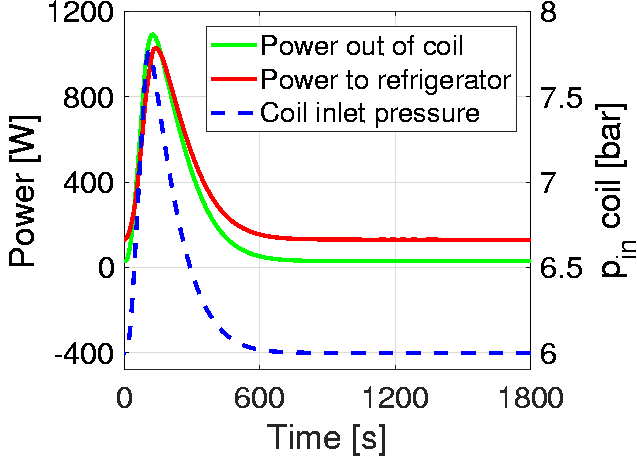 1200
800
400
0
-400
Power [W]
8
7.5
7
6.5
6
p_in coil [bar]
Power out of coil
Power to refrigerator
Coil inlet pressure
0
600
1200
1800
Time [s]